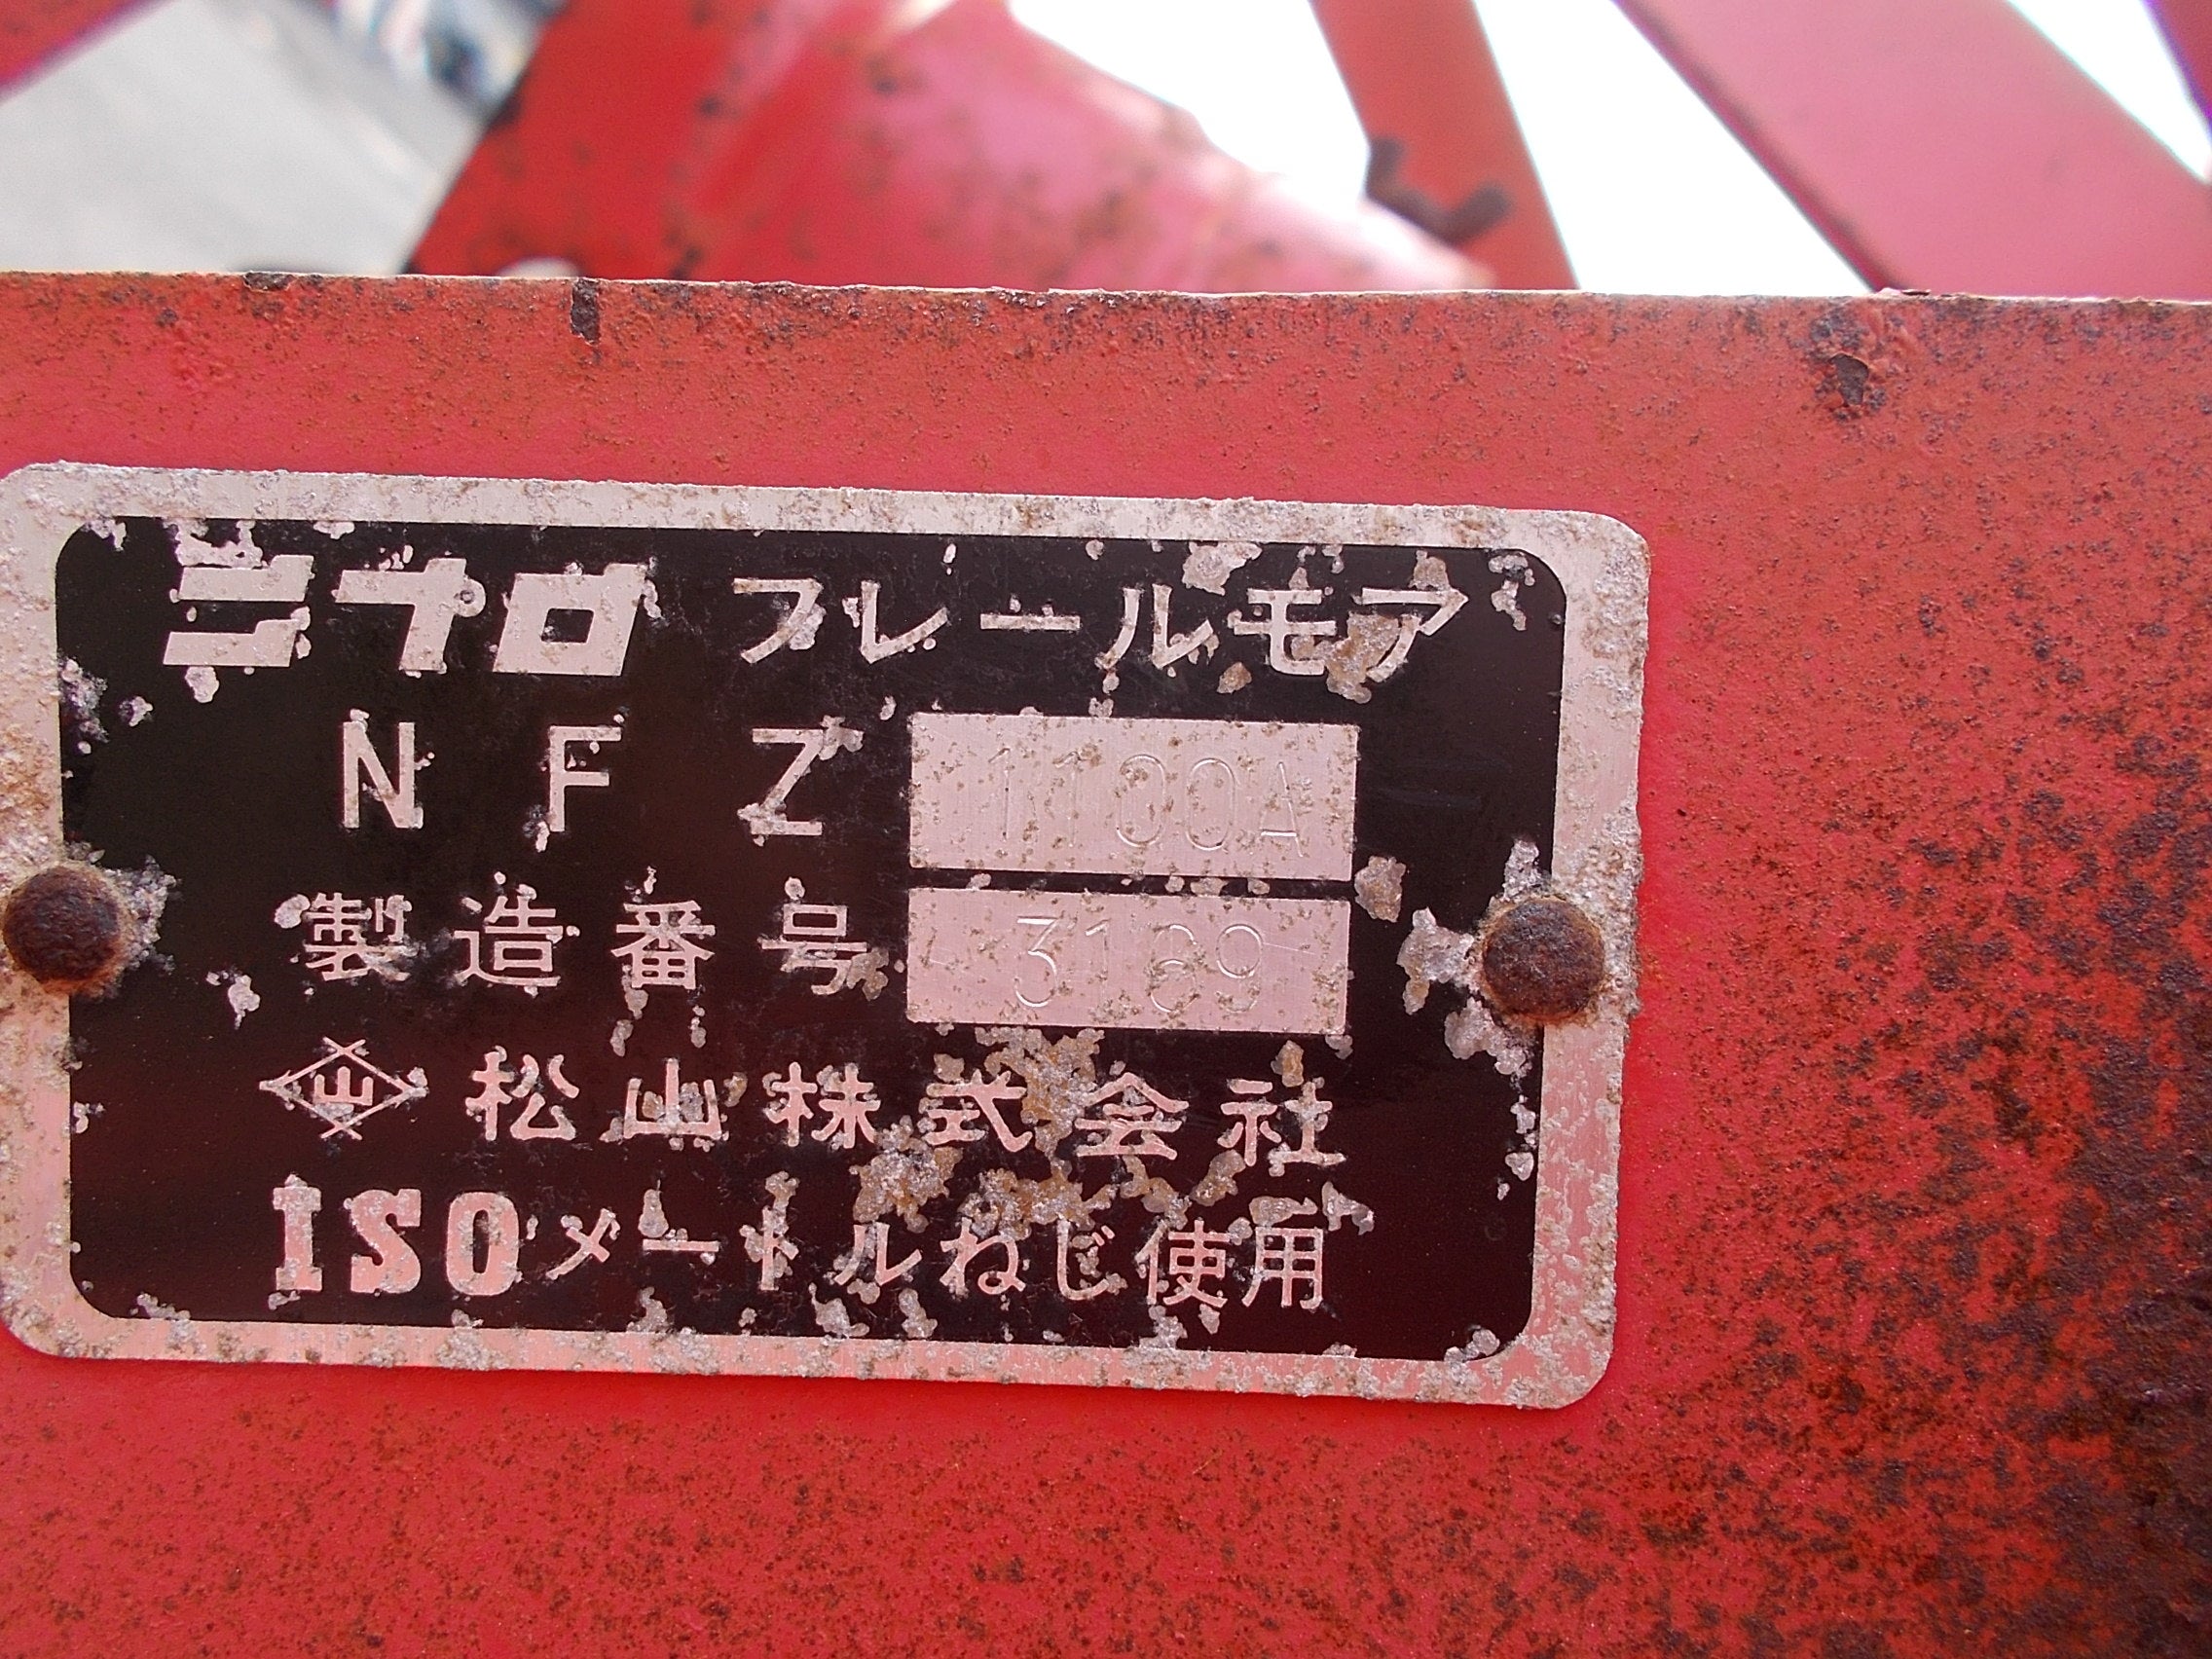 ニプロ フレールモア
NFZ 1100A
製造番号 3169
山 松山株式会社
ISOメートルねじ使用